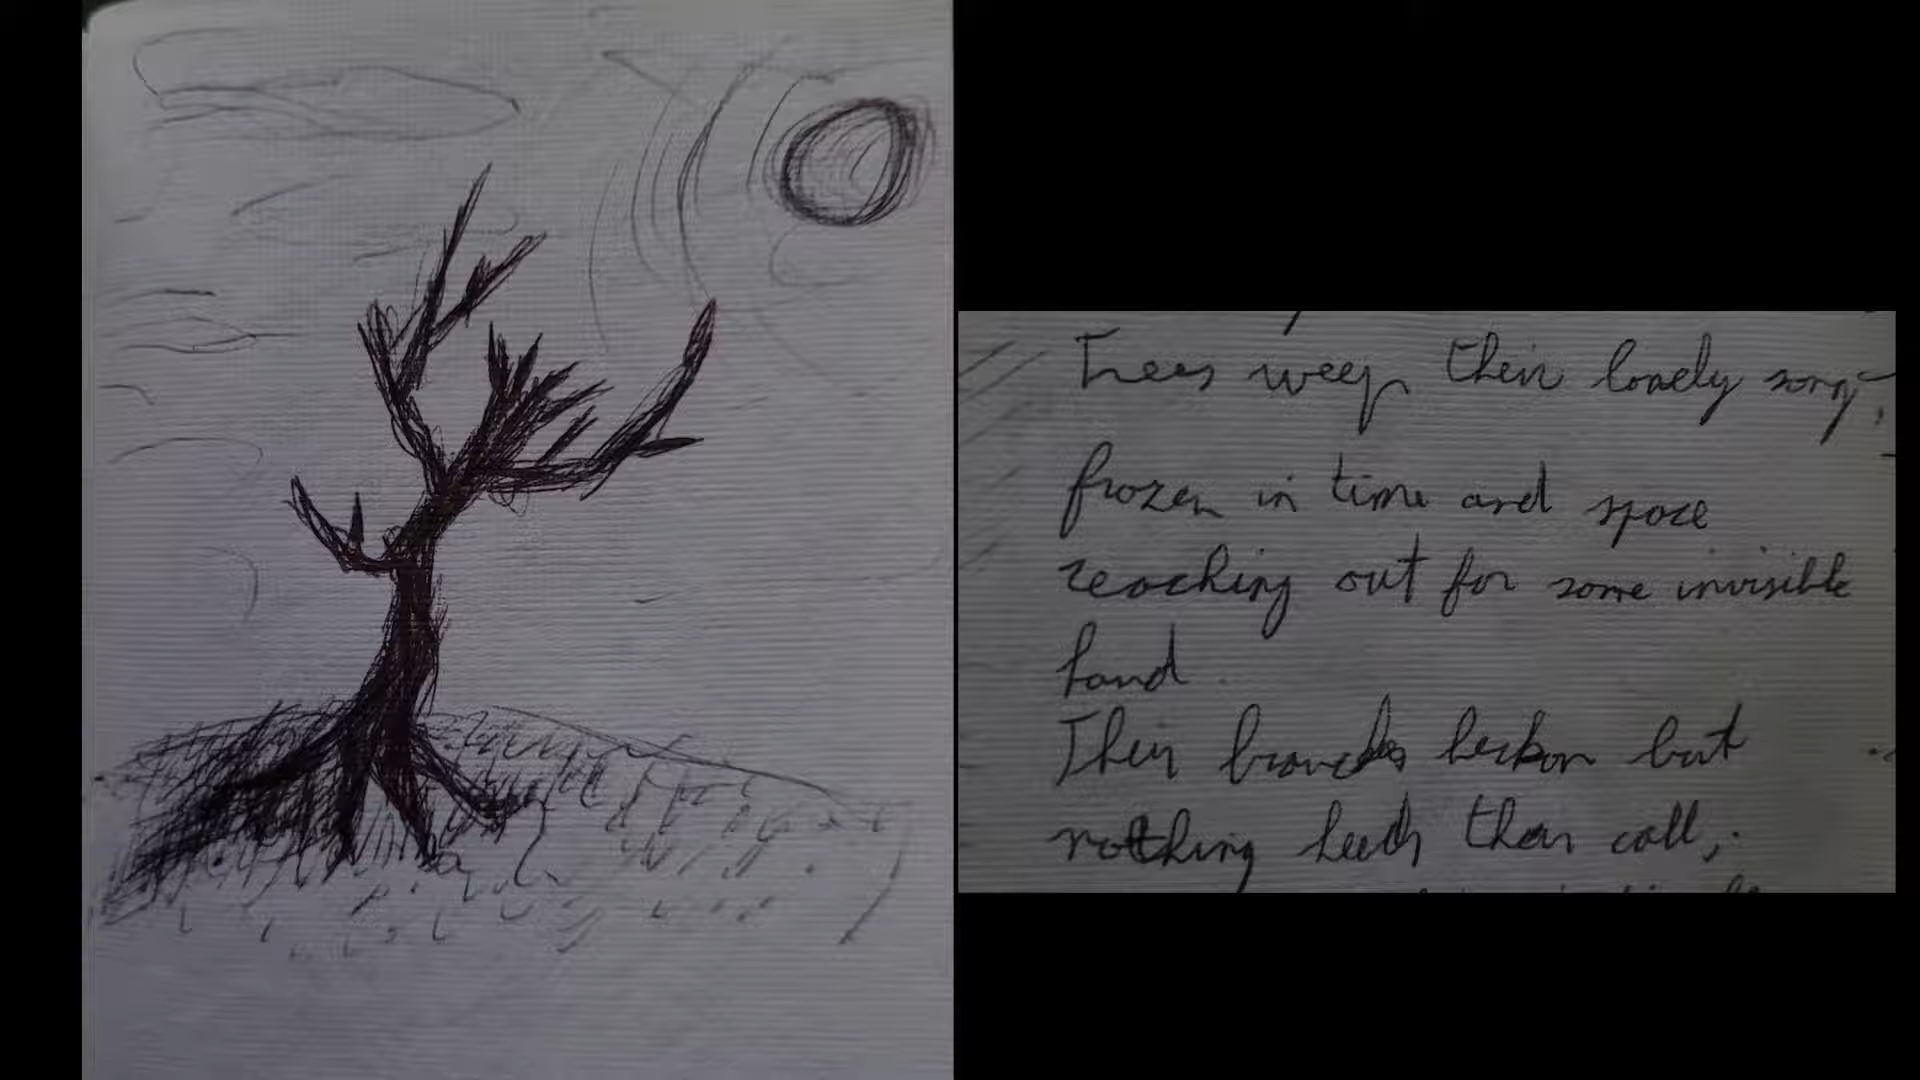 Trees weep their lonely song,
frozen in time and space
reaching out for some invisible
hand.
Their branches beckon but
nothing heeds their call,